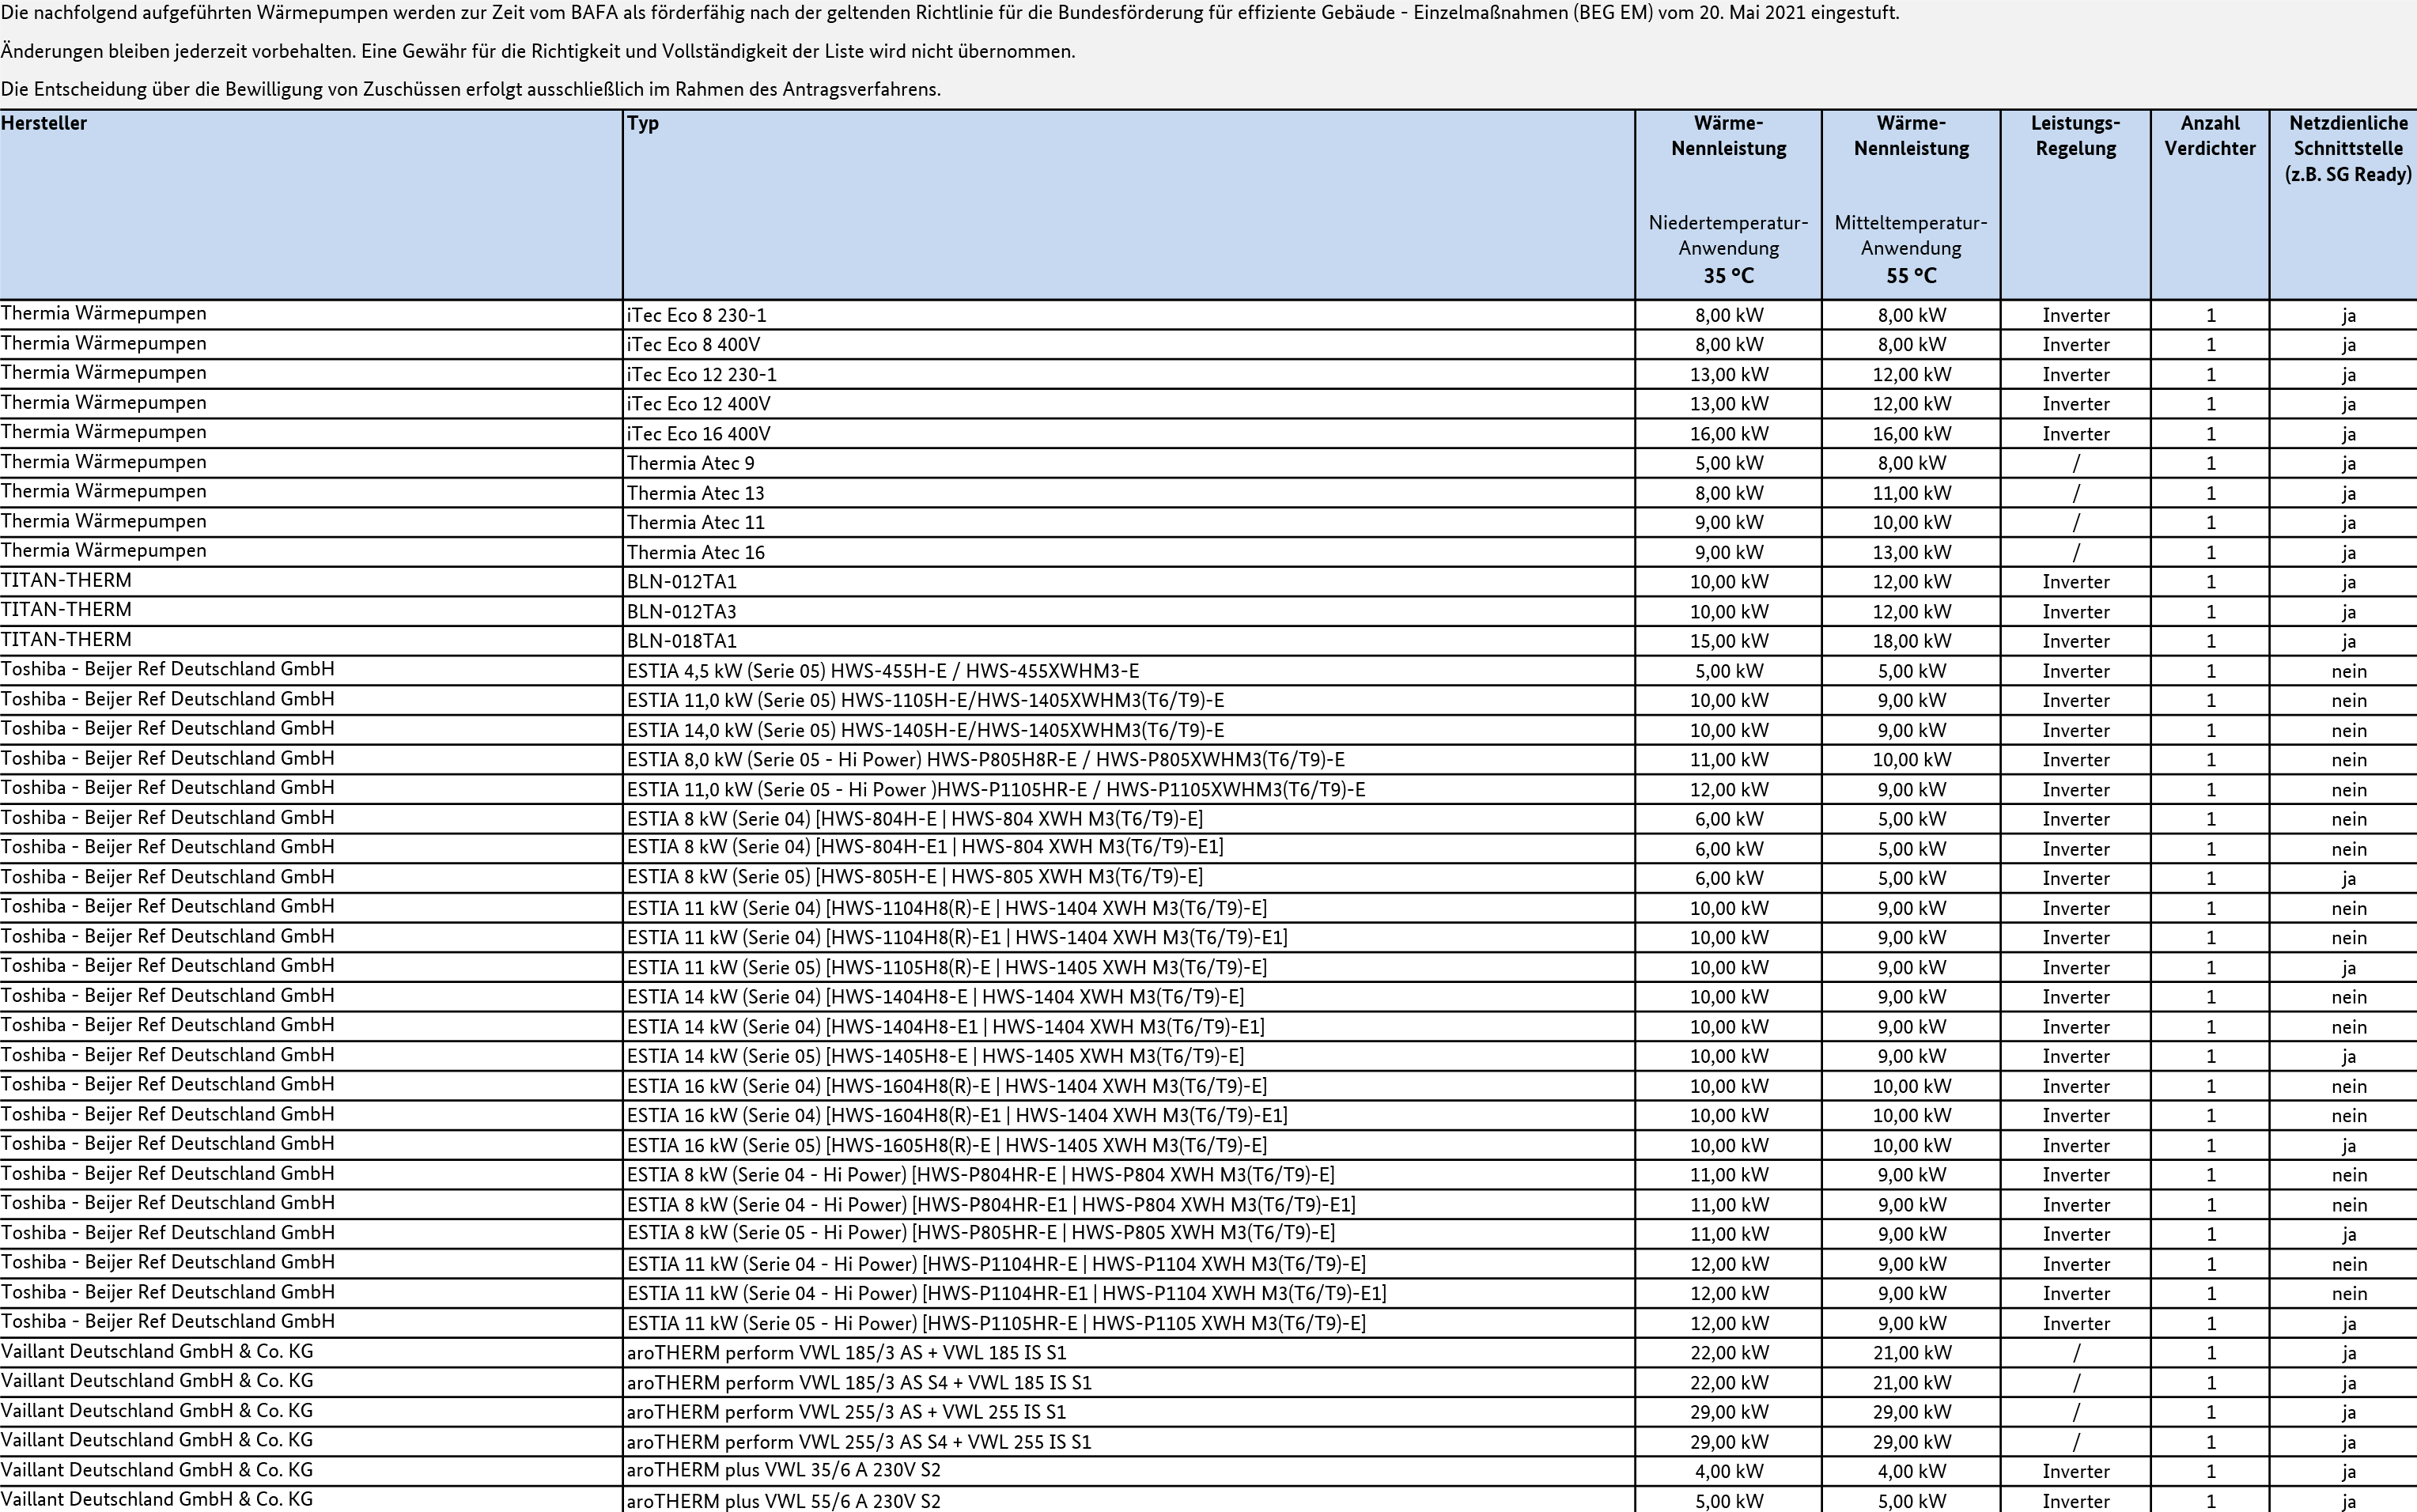 Die nachfolgend aufgeführten Wärmepumpen werden zur Zeit vom BAFA als förderfähig nach der geltenden Richtlinie für die Bundesförderung für effiziente Gebäude - Einzelmaßnahmen (BEG EM) vom 20. Mai 2021 eingestuft.
Änderungen bleiben jederzeit vorbehalten. Eine Gewähr für die Richtigkeit und Vollständigkeit der Liste wird nicht übernommen.
Die Entscheidung über die Bewilligung von Zuschüssen erfolgt ausschließlich im Rahmen des Antragsverfahrens.
Hersteller Typ Wärme- Wärme- Leistungs- Anzahl Netzdienliche
Nennleistung Nennleistung Regelung Verdichter Schnittstelle
(z.B. SG Ready)
Niedertemperatur- Mitteltemperatur-
Anwendung Anwendung
35 °C 55 °C
Thermia Wärmepumpen iTec Eco 8 230-1 8,00 kW 8,00 kW Inverter 1 ja
Thermia Wärmepumpen iTec Eco 8 400V 8,00 kW 8,00 kW Inverter 1 ja
Thermia Wärmepumpen iTec Eco 12 230-1 13,00 kW 12,00 kW Inverter 1 ja
Thermia Wärmepumpen iTec Eco 12 400V 13,00 kW 12,00 kW Inverter 1 ja
Thermia Wärmepumpen iTec Eco 16 400V 16,00 kW 16,00 kW Inverter 1 ja
Thermia Wärmepumpen Thermia Atec 9 5,00 kW 8,00 kW / 1 ja
Thermia Wärmepumpen Thermia Atec 13 8,00 kW 11,00 kW / 1 ja
Thermia Wärmepumpen Thermia Atec 11 9,00 kW 10,00 kW / 1 ja
Thermia Wärmepumpen Thermia Atec 16 9,00 kW 13,00 kW / 1 ja
TITAN-THERM BLN-012TA1 10,00 kW 12,00 kW Inverter 1 ja
TITAN-THERM BLN-012TA3 10,00 kW 12,00 kW Inverter 1 ja
TITAN-THERM BLN-018TA1 15,00 kW 18,00 kW Inverter 1 ja
Toshiba - Beijer Ref Deutschland GmbH ESTIA 4,5 kW (Serie 05) HWS-455H-E / HWS-455XWHM3-E 5,00 kW 5,00 kW Inverter 1 nein
Toshiba - Beijer Ref Deutschland GmbH ESTIA 11,0 kW (Serie 05) HWS-1105H-E/HWS-1405XWHM3(T6/T9)-E 10,00 kW 9,00 kW Inverter 1 nein
Toshiba - Beijer Ref Deutschland GmbH ESTIA 14,0 kW (Serie 05) HWS-1405H-E/HWS-1405XWHM3(T6/T9)-E 10,00 kW 9,00 kW Inverter 1 nein
Toshiba - Beijer Ref Deutschland GmbH ESTIA 8,0 kW (Serie 05 - Hi Power) HWS-P805H8R-E / HWS-P805XWHM3(T6/T9)-E 11,00 kW 10,00 kW Inverter 1 nein
Toshiba - Beijer Ref Deutschland GmbH ESTIA 11,0 kW (Serie 05 - Hi Power )HWS-P1105HR-E / HWS-P1105XWHM3(T6/T9)-E 12,00 kW 9,00 kW Inverter 1 nein
Toshiba - Beijer Ref Deutschland GmbH ESTIA 8 kW (Serie 04) [HWS-804H-E | HWS-804 XWH M3(T6/T9)-E] 6,00 kW 5,00 kW Inverter 1 nein
Toshiba - Beijer Ref Deutschland GmbH ESTIA 8 kW (Serie 04) [HWS-804H-E1 | HWS-804 XWH M3(T6/T9)-E1] 6,00 kW 5,00 kW Inverter 1 nein
Toshiba - Beijer Ref Deutschland GmbH ESTIA 8 kW (Serie 05) [HWS-805H-E | HWS-805 XWH M3(T6/T9)-E] 6,00 kW 5,00 kW Inverter 1 ja
Toshiba - Beijer Ref Deutschland GmbH ESTIA 11 kW (Serie 04) [HWS-1104H8(R)-E | HWS-1404 XWH M3(T6/T9)-E] 10,00 kW 9,00 kW Inverter 1 nein
Toshiba - Beijer Ref Deutschland GmbH ESTIA 11 kW (Serie 04) [HWS-1104H8(R)-E1 | HWS-1404 XWH M3(T6/T9)-E1] 10,00 kW 9,00 kW Inverter 1 nein
Toshiba - Beijer Ref Deutschland GmbH ESTIA 11 kW (Serie 05) [HWS-1105H8(R)-E | HWS-1405 XWH M3(T6/T9)-E] 10,00 kW 9,00 kW Inverter 1 ja
Toshiba - Beijer Ref Deutschland GmbH ESTIA 14 kW (Serie 04) [HWS-1404H8-E | HWS-1404 XWH M3(T6/T9)-E] 10,00 kW 9,00 kW Inverter 1 nein
Toshiba - Beijer Ref Deutschland GmbH ESTIA 14 kW (Serie 04) [HWS-1404H8-E1 | HWS-1404 XWH M3(T6/T9)-E1] 10,00 kW 9,00 kW Inverter 1 nein
Toshiba - Beijer Ref Deutschland GmbH ESTIA 14 kW (Serie 05) [HWS-1405H8-E | HWS-1405 XWH M3(T6/T9)-E] 10,00 kW 9,00 kW Inverter 1 ja
Toshiba - Beijer Ref Deutschland GmbH ESTIA 16 kW (Serie 04) [HWS-1604H8(R)-E | HWS-1404 XWH M3(T6/T9)-E] 10,00 kW 10,00 kW Inverter 1 nein
Toshiba - Beijer Ref Deutschland GmbH ESTIA 16 kW (Serie 04) [HWS-1604H8(R)-E1 | HWS-1404 XWH M3(T6/T9)-E1] 10,00 kW 10,00 kW Inverter 1 nein
Toshiba - Beijer Ref Deutschland GmbH ESTIA 16 kW (Serie 05) [HWS-1605H8(R)-E | HWS-1405 XWH M3(T6/T9)-E] 10,00 kW 10,00 kW Inverter 1 ja
Toshiba - Beijer Ref Deutschland GmbH ESTIA 8 kW (Serie 04 - Hi Power) [HWS-P804HR-E | HWS-P804 XWH M3(T6/T9)-E] 11,00 kW 9,00 kW Inverter 1 nein
Toshiba - Beijer Ref Deutschland GmbH ESTIA 8 kW (Serie 04 - Hi Power) [HWS-P804HR-E1 | HWS-P804 XWH M3(T6/T9)-E1] 11,00 kW 9,00 kW Inverter 1 nein
Toshiba - Beijer Ref Deutschland GmbH ESTIA 8 kW (Serie 05 - Hi Power) [HWS-P805HR-E | HWS-P805 XWH M3(T6/T9)-E] 11,00 kW 9,00 kW Inverter 1 ja
Toshiba - Beijer Ref Deutschland GmbH ESTIA 11 kW (Serie 04 - Hi Power) [HWS-P1104HR-E | HWS-P1104 XWH M3(T6/T9)-E] 12,00 kW 9,00 kW Inverter 1 nein
Toshiba - Beijer Ref Deutschland GmbH ESTIA 11 kW (Serie 04 - Hi Power) [HWS-P1104HR-E1 | HWS-P1104 XWH M3(T6/T9)-E1] 12,00 kW 9,00 kW Inverter 1 nein
Toshiba - Beijer Ref Deutschland GmbH ESTIA 11 kW (Serie 05 - Hi Power) [HWS-P1105HR-E | HWS-P1105 XWH M3(T6/T9)-E] 12,00 kW 9,00 kW Inverter 1 ja
Vaillant Deutschland GmbH & Co. KG aroTHERM perform VWL 185/3 AS + VWL 185 IS S1 22,00 kW 21,00 kW / 1 ja
Vaillant Deutschland GmbH & Co. KG aroTHERM perform VWL 185/3 AS S4 + VWL 185 IS S1 22,00 kW 21,00 kW / 1 ja
Vaillant Deutschland GmbH & Co. KG aroTHERM perform VWL 255/3 AS + VWL 255 IS S1 29,00 kW 29,00 kW / 1 ja
Vaillant Deutschland GmbH & Co. KG aroTHERM perform VWL 255/3 AS S4 + VWL 255 IS S1 29,00 kW 29,00 kW / 1 ja
Vaillant Deutschland GmbH & Co. KG aroTHERM plus VWL 35/6 A 230V S2 4,00 kW 4,00 kW Inverter 1 ja
Vaillant Deutschland GmbH & Co. KG aroTHERM plus VWL 55/6 A 230V S2 5,00 kW 5,00 kW Inverter 1 ja